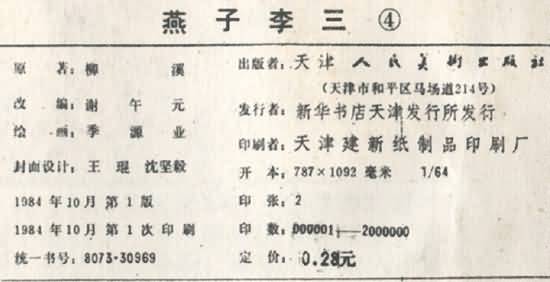 燕子李三 ④
原著：柳溪
改编：谢午元
绘画：季源业
封面设计：王琨 沈坚毅
1984年10月第1版
1984年10月第1次印刷
统一书号：8073·30969
出版者：天津人民美術出版社
(天津市和平区马场道214号)
发行者：新华书店天津发行所发行
印刷者：天津建新纸制品印刷厂
开本：787×1092 毫米 1/64
印张：2
印数：000001—2000000
定价：0.28元